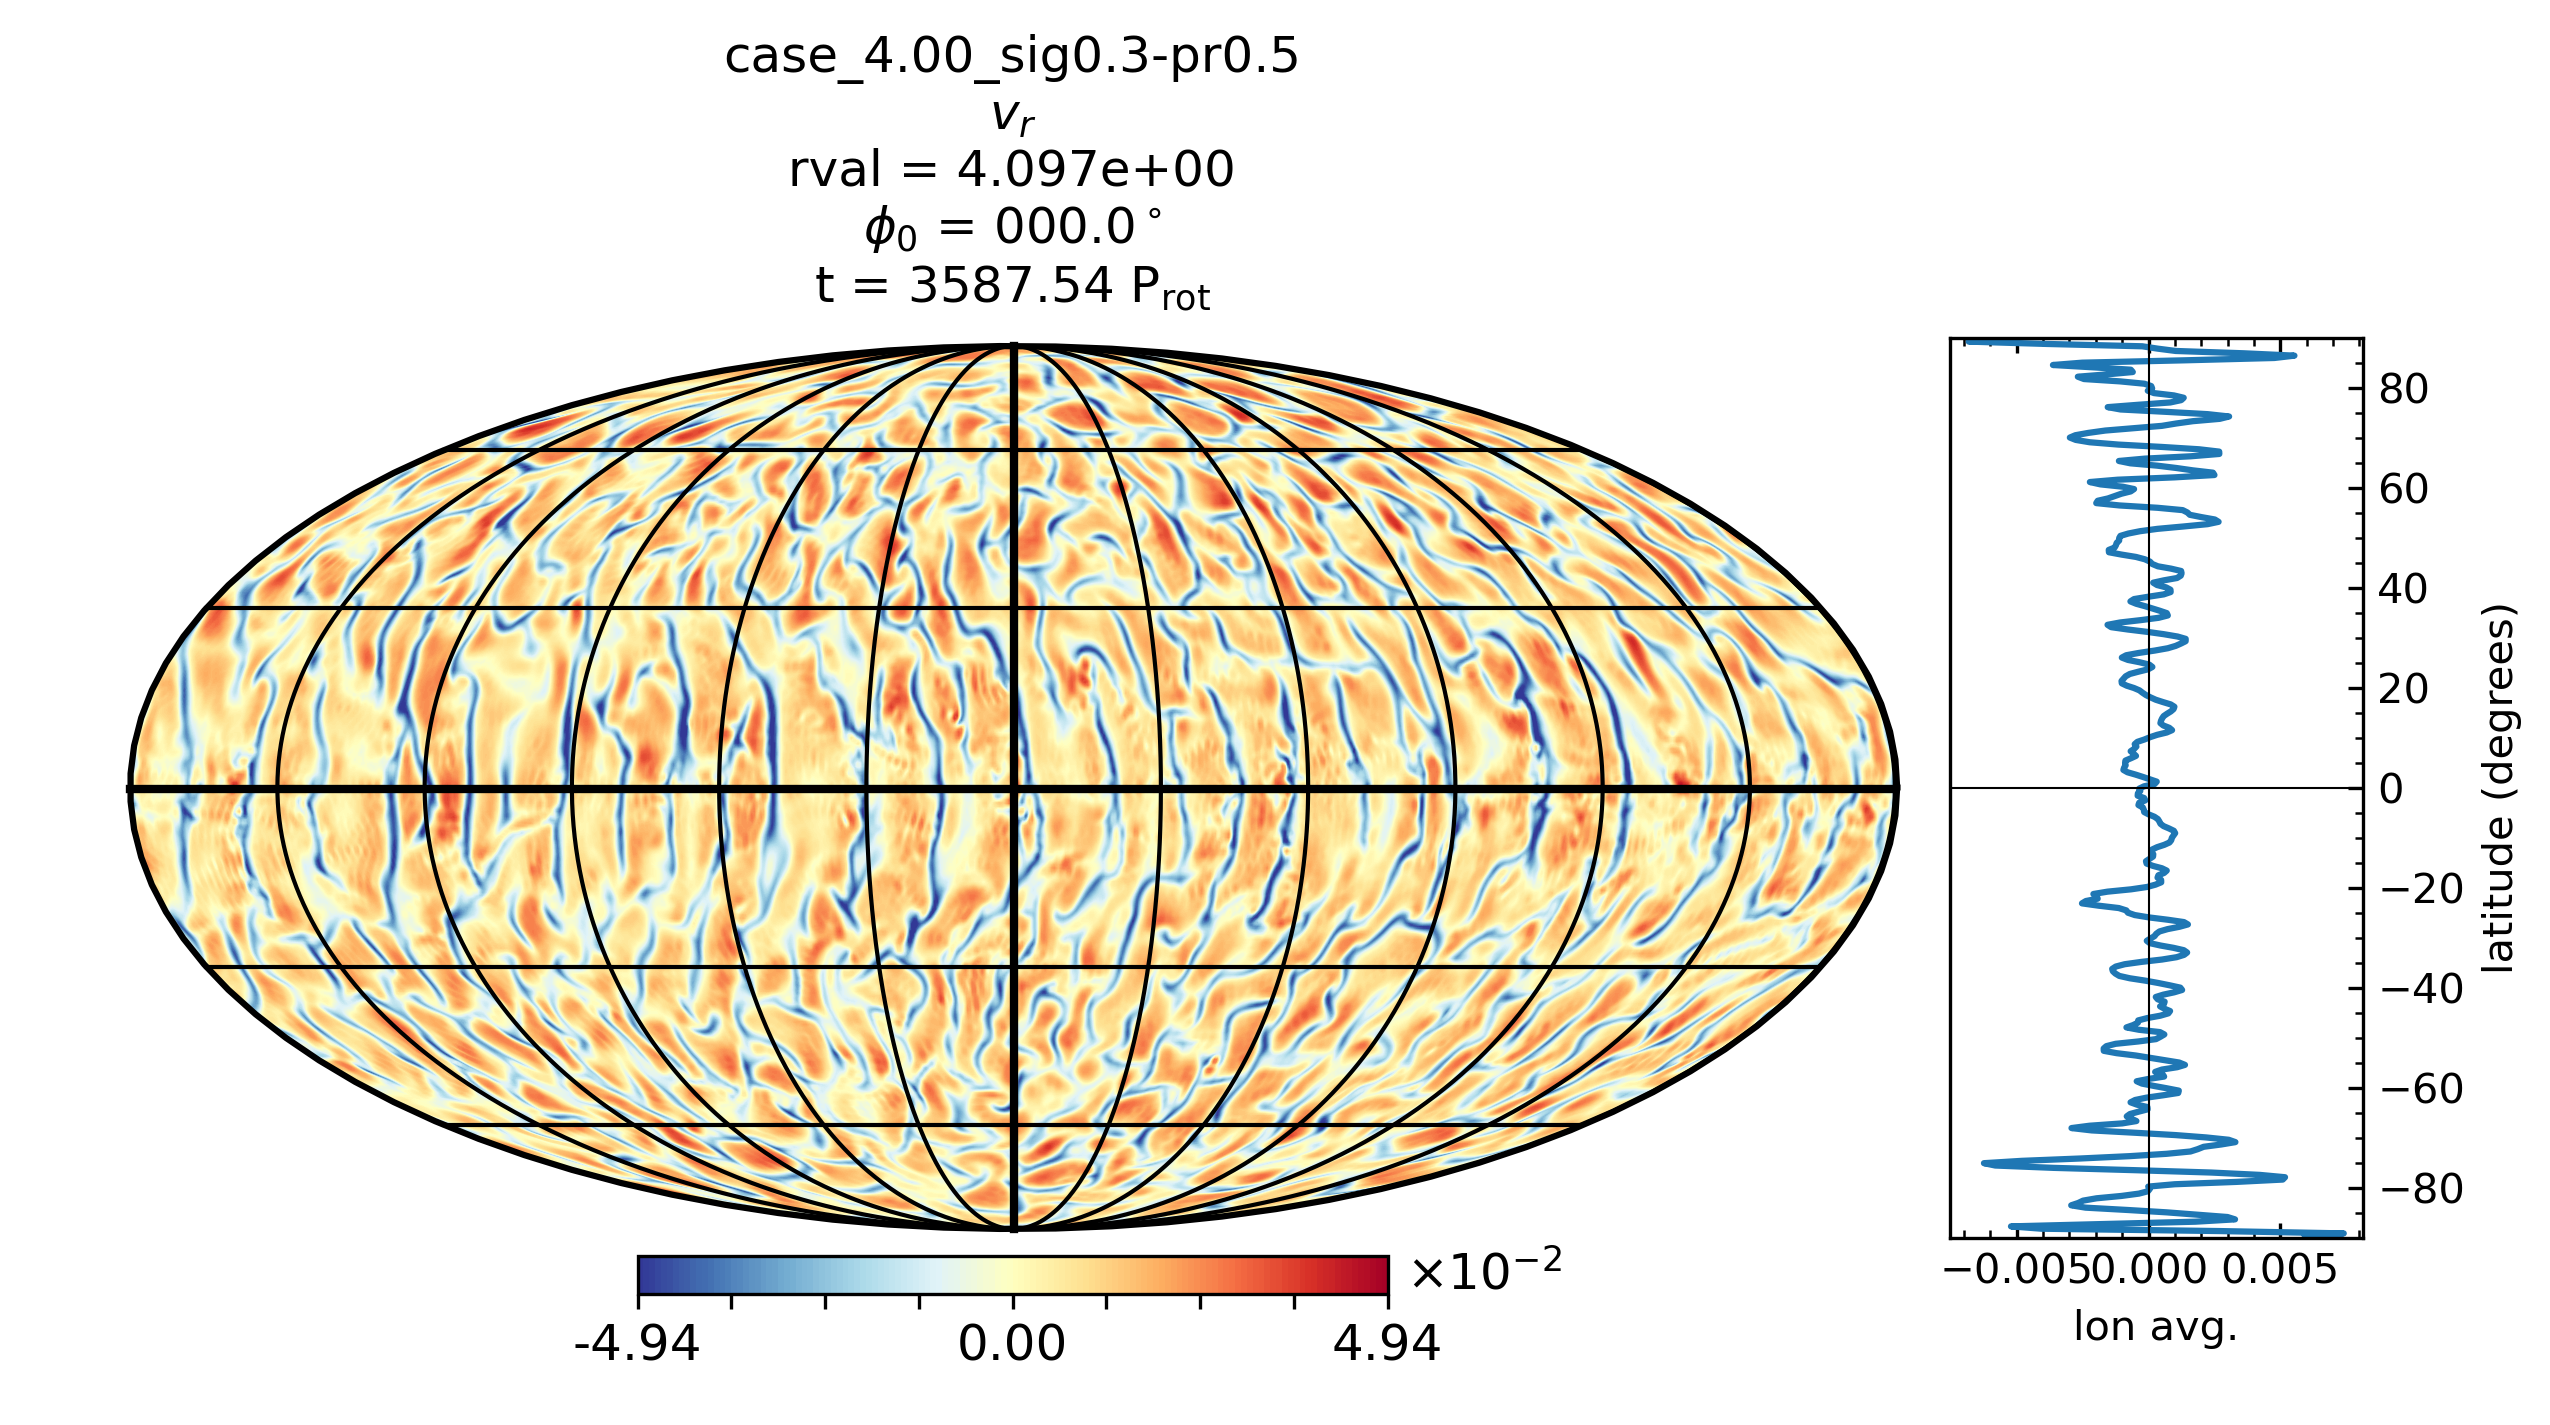 case_4.00_sig0.3-pr0.5
v_r
rval = 4.097e+00
ϕ_0 = 000.0°
t = 3587.54 P_rot
80
60
40
20
0
−20
−40
−60
−80
latitude (degrees)
−0.005 0.000 0.005
lon avg.
×10^−2
-4.94 0.00 4.94